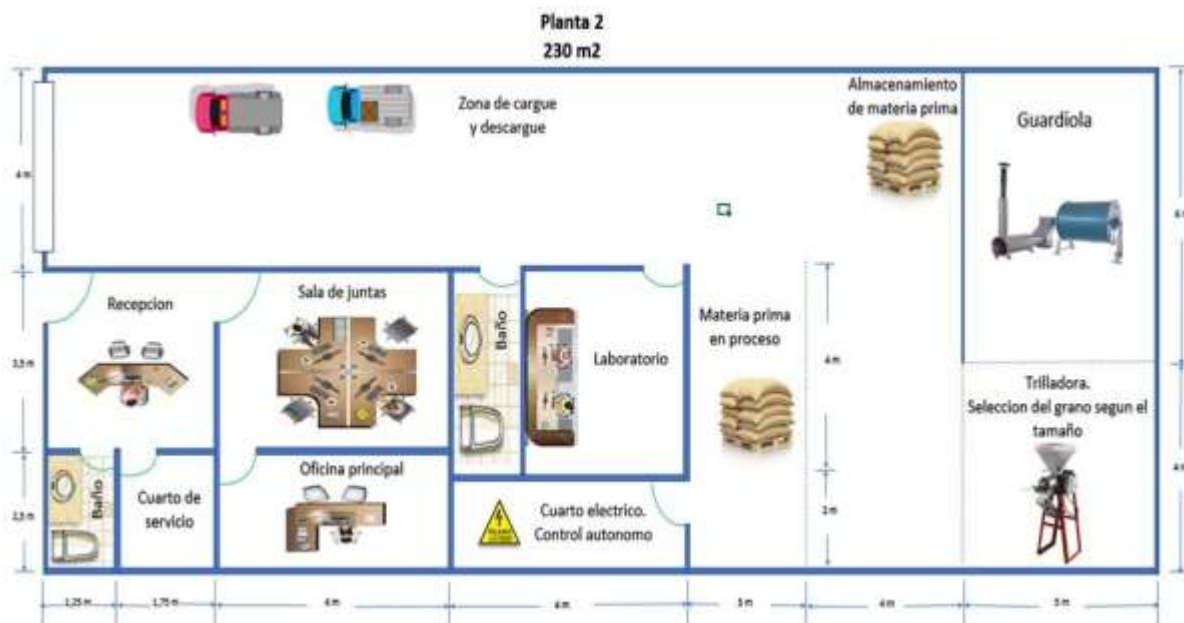 Planta 2
230 m2
Zona de cargue
y descargue
Almacenamiento
de materia prima
Guardiola
4 m
Recepcion
Sala de juntas
Baño
Laboratorio
Materia prima
en proceso
4 m
3,5 m
Trilladora.
Seleccion del grano segun el
tamaño
Baño
Cuarto de
servicio
Oficina principal
Cuarto electrico.
Control autonomo
2 m
2,5 m
1,25 m
1,75 m
4 m
4 m
3 m
4 m
5 m